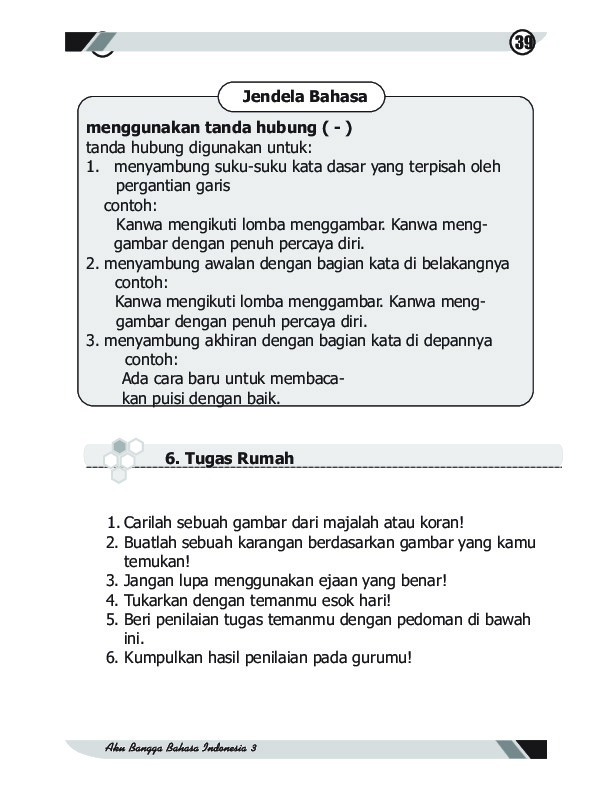 39
Jendela Bahasa
menggunakan tanda hubung ( - )
tanda hubung digunakan untuk:
1. menyambung suku-suku kata dasar yang terpisah oleh
pergantian garis
contoh:
Kanwa mengikuti lomba menggambar. Kanwa meng-
gambar dengan penuh percaya diri.
2. menyambung awalan dengan bagian kata di belakangnya
contoh:
Kanwa mengikuti lomba menggambar. Kanwa meng-
gambar dengan penuh percaya diri.
3. menyambung akhiran dengan bagian kata di depannya
contoh:
Ada cara baru untuk membaca-
kan puisi dengan baik.
6. Tugas Rumah
1. Carilah sebuah gambar dari majalah atau koran!
2. Buatlah sebuah karangan berdasarkan gambar yang kamu
temukan!
3. Jangan lupa menggunakan ejaan yang benar!
4. Tukarkan dengan temanmu esok hari!
5. Beri penilaian tugas temanmu dengan pedoman di bawah
ini.
6. Kumpulkan hasil penilaian pada gurumu!
Aku Bangga Bahasa Indonesia 3